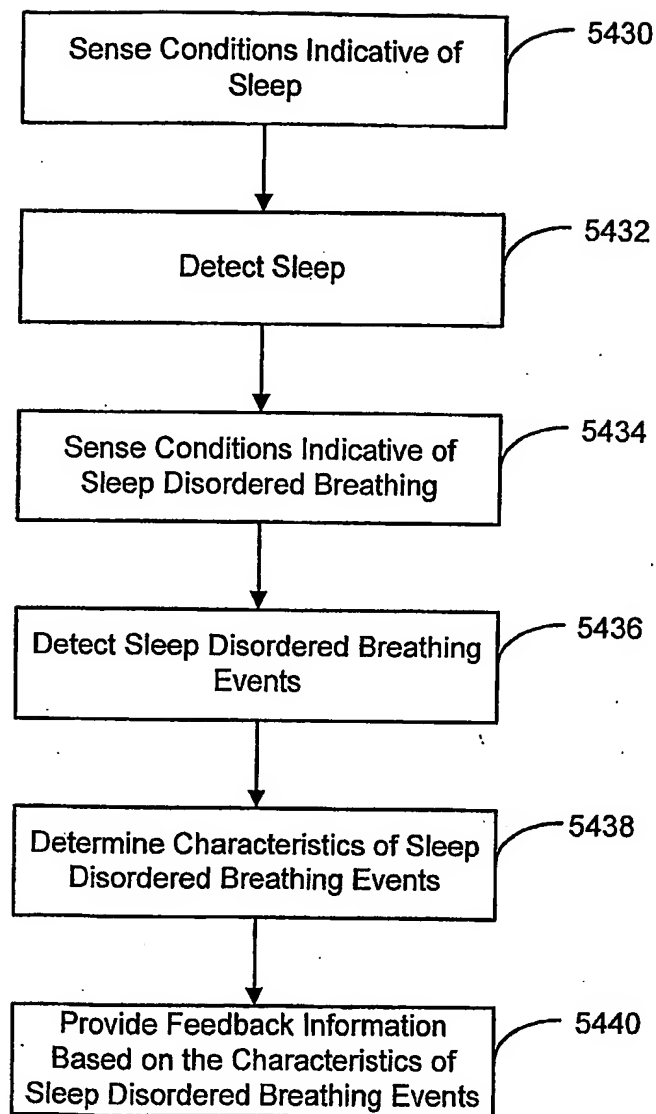 Sense Conditions Indicative of
Sleep
5430
Detect Sleep
5432
Sense Conditions Indicative of
Sleep Disordered Breathing
5434
Detect Sleep Disordered Breathing
Events
5436
Determine Characteristics of Sleep
Disordered Breathing Events
5438
Provide Feedback Information
Based on the Characteristics of
Sleep Disordered Breathing Events
5440